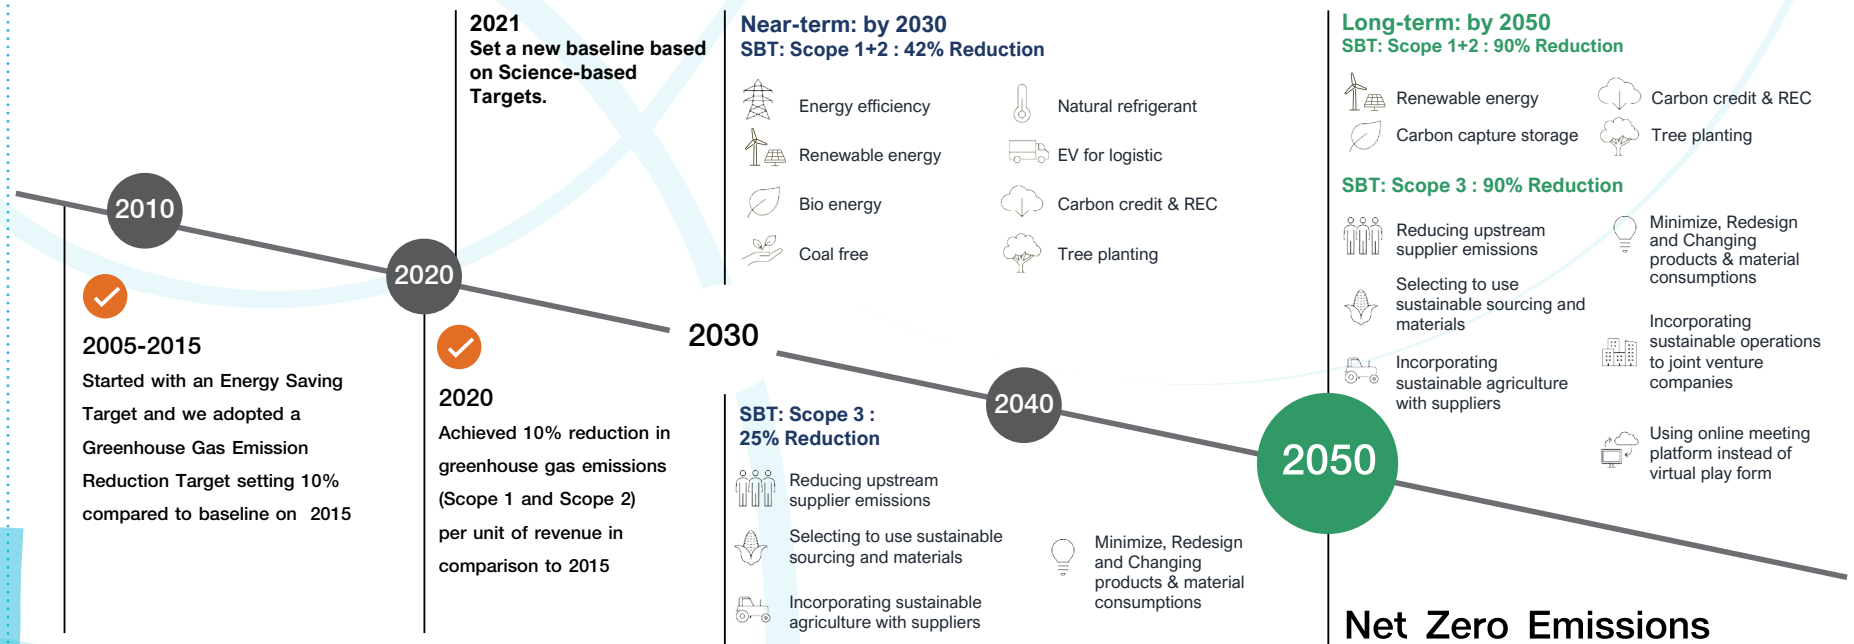 2010
2005-2015
Started with an Energy Saving
Target and we adopted a
Greenhouse Gas Emission
Reduction Target setting 10%
compared to baseline on 2015
2021
Set a new baseline based
on Science-based
Targets.
2020
2020
Achieved 10% reduction in
greenhouse gas emissions
(Scope 1 and Scope 2)
per unit of revenue in
comparison to 2015
Near-term: by 2030
SBT: Scope 1+2 : 42% Reduction
Energy efficiency
Renewable energy
Bio energy
Coal free
Natural refrigerant
EV for logistic
Carbon credit & REC
Tree planting
2030
SBT: Scope 3 :
25% Reduction
Reducing upstream
supplier emissions
Selecting to use sustainable
sourcing and materials
Incorporating sustainable
agriculture with suppliers
Minimize, Redesign
and Changing
products & material
consumptions
2040
Long-term: by 2050
SBT: Scope 1+2 : 90% Reduction
Renewable energy
Carbon capture storage
Carbon credit & REC
Tree planting
SBT: Scope 3 : 90% Reduction
Reducing upstream
supplier emissions
Selecting to use
sustainable sourcing and
materials
Incorporating
sustainable agriculture
with suppliers
Minimize, Redesign
and Changing
products & material
consumptions
Incorporating
sustainable operations
to joint venture
companies
Using online meeting
platform instead of
virtual play form
2050
Net Zero Emissions